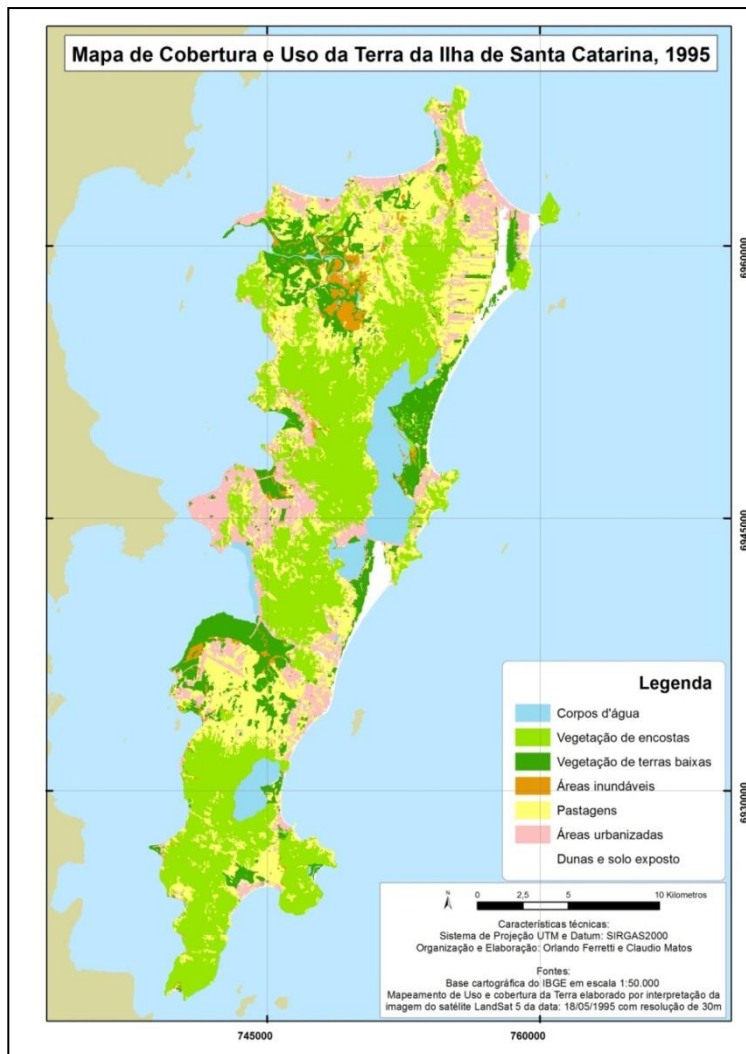 Mapa de Cobertura e Uso da Terra da Ilha de Santa Catarina, 1995
6960000
6945000
6930000
Legenda
Corpos d'água
Vegetação de encostas
Vegetação de terras baixas
Áreas inundáveis
Pastagens
Áreas urbanizadas
Dunas e solo exposto
N
0 2,5 5 10 Kilometros
Características técnicas:
Sistema de Projeção UTM e Datum: SIRGAS2000
Organização e Elaboração: Orlando Ferretti e Claudio Matos
Fontes:
Base cartográfica do IBGE em escala 1:50.000
Mapeamento de Uso e cobertura da Terra elaborado por interpretação da
imagem do satélite LandSat 5 da data: 18/05/1995 com resolução de 30m
745000
760000